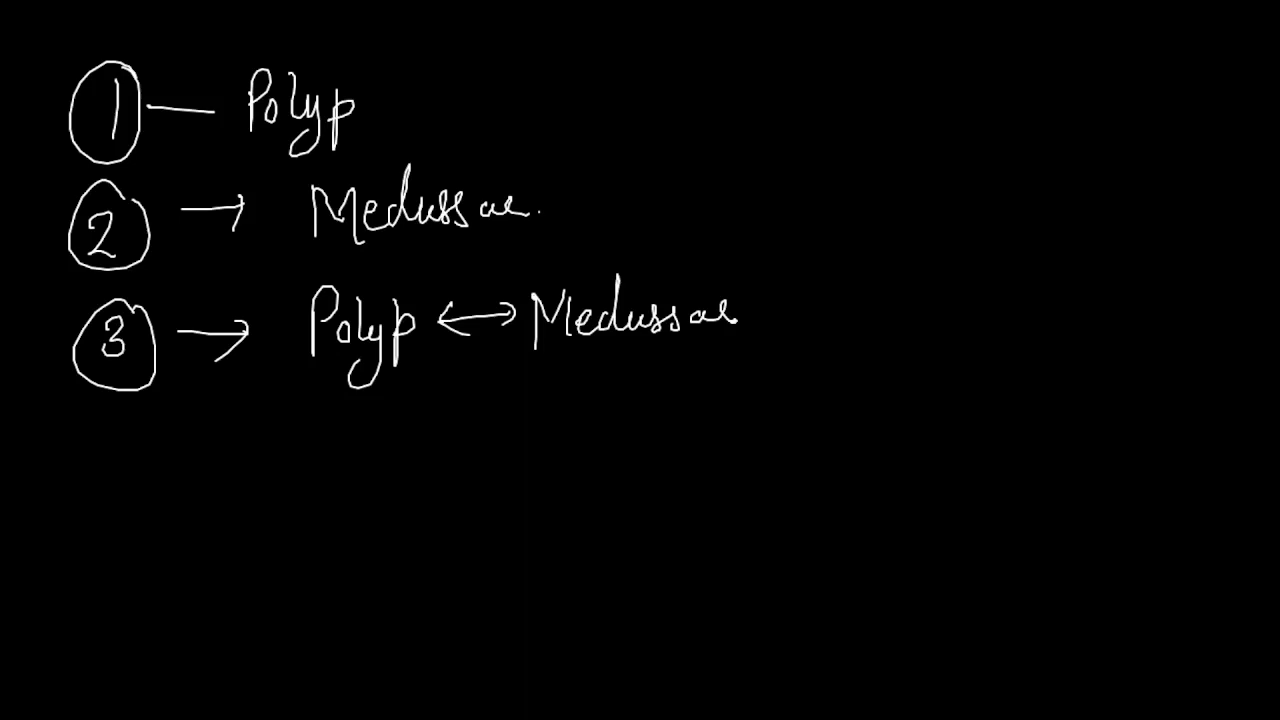 1 — Polyp
2 → Medussae.
3 → Polyp ↔ Medussae